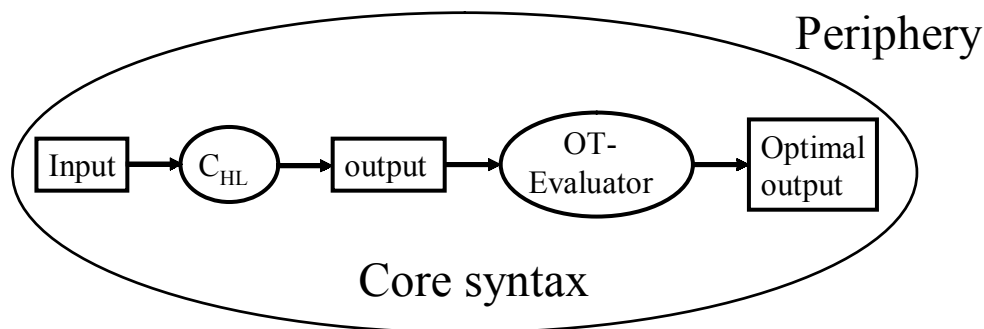 Periphery
Input
C_HL
output
OT-
Evaluator
Optimal
output
Core syntax